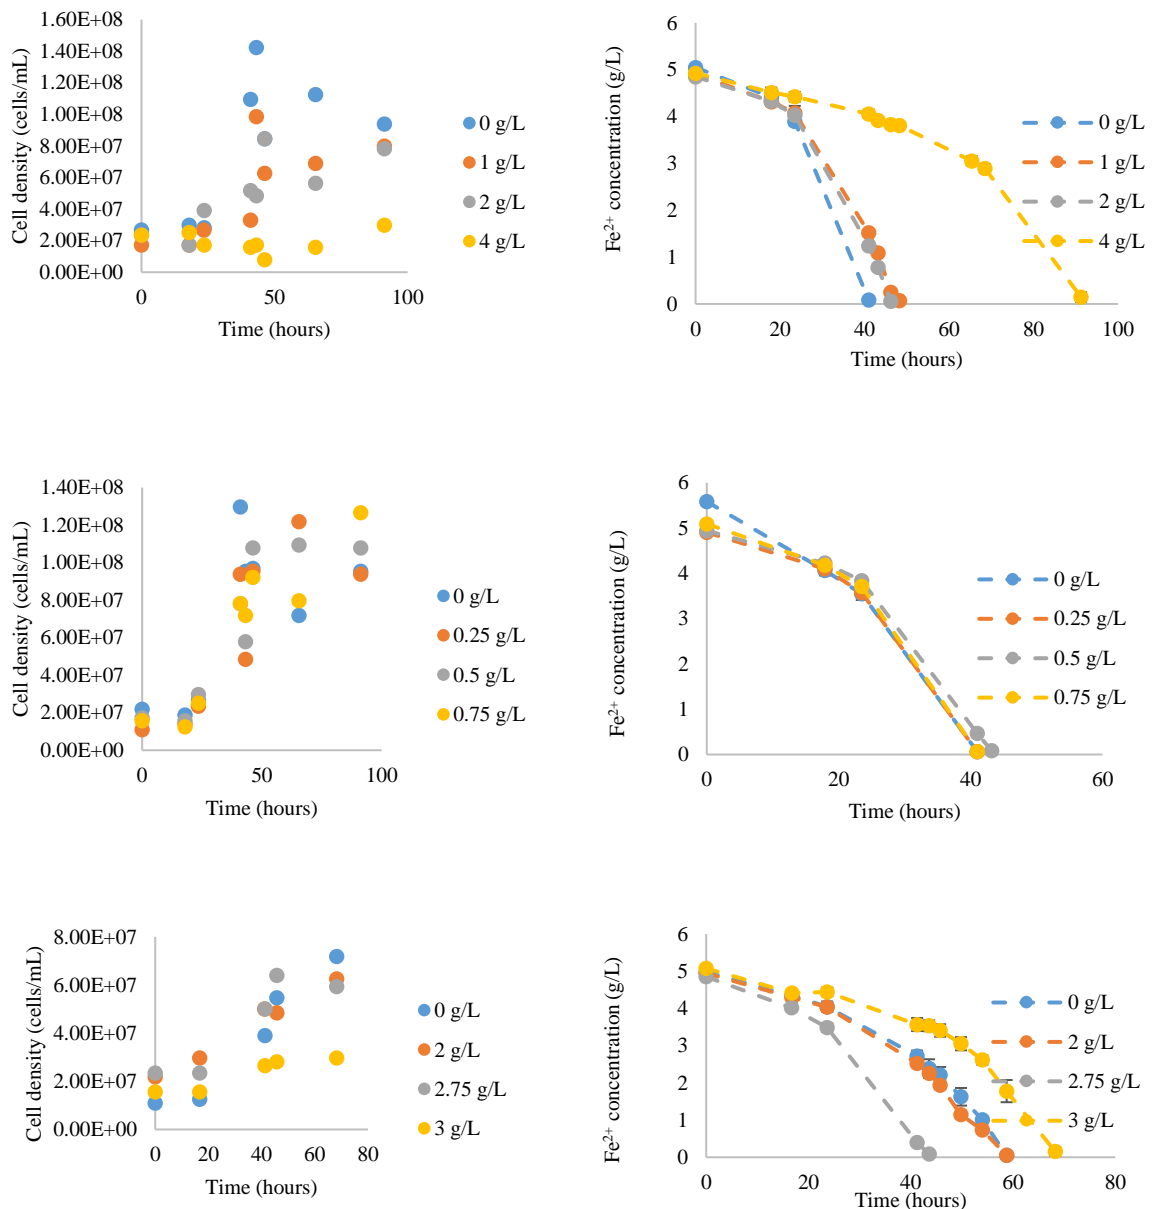 Cell density (cells/mL)
1.60E+08
1.40E+08
1.20E+08
1.00E+08
8.00E+07
6.00E+07
4.00E+07
2.00E+07
0.00E+00
0
50
100
Time (hours)
0 g/L
1 g/L
2 g/L
4 g/L
Fe²⁺ concentration (g/L)
6
5
4
3
2
1
0
0
20
40
60
80
100
Time (hours)
0 g/L
1 g/L
2 g/L
4 g/L
Cell density (cells/mL)
1.40E+08
1.20E+08
1.00E+08
8.00E+07
6.00E+07
4.00E+07
2.00E+07
0.00E+00
0
50
100
Time (hours)
0 g/L
0.25 g/L
0.5 g/L
0.75 g/L
Fe²⁺ concentration (g/L)
6
5
4
3
2
1
0
0
20
40
60
Time (hours)
0 g/L
0.25 g/L
0.5 g/L
0.75 g/L
Cell density (cells/mL)
8.00E+07
6.00E+07
4.00E+07
2.00E+07
0.00E+00
0
20
40
60
80
Time (hours)
0 g/L
2 g/L
2.75 g/L
3 g/L
Fe²⁺ concentration (g/L)
6
5
4
3
2
1
0
0
20
40
60
80
Time (hours)
0 g/L
2 g/L
2.75 g/L
3 g/L